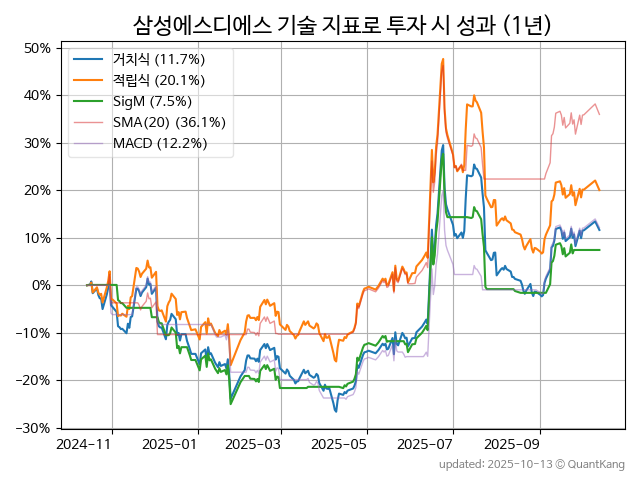 삼성에스디에스 기술 지표로 투자 시 성과 (1년)
50%
40%
30%
20%
10%
0%
−10%
−20%
−30%
거치식 (11.7%)
적립식 (20.1%)
SigM (7.5%)
SMA(20) (36.1%)
MACD (12.2%)
2024-11
2025-01
2025-03
2025-05
2025-07
2025-09
updated: 2025-10-13 ⓒ QuantKang